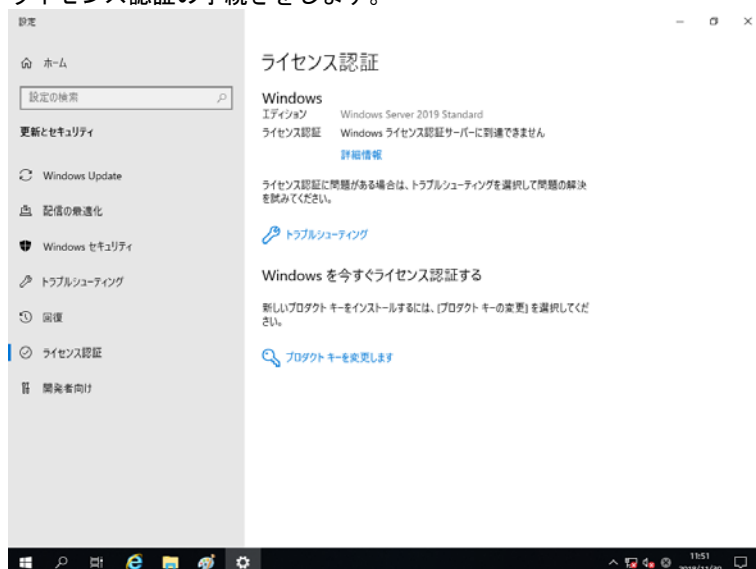 ライセンス認証の手続きをします。
設定
ホーム
設定の検索
更新とセキュリティ
Windows Update
配信の最適化
Windows セキュリティ
トラブルシューティング
回復
ライセンス認証
開発者向け
ライセンス認証
Windows
エディション Windows Server 2019 Standard
ライセンス認証 Windows ライセンス認証サーバーに到達できません
詳細情報
ライセンス認証に問題がある場合は、トラブルシューティングを選択して問題の解決
を試みてください。
トラブルシューティング
Windows を今すぐライセンス認証する
新しいプロダクト キーをインストールするには、[プロダクト キーの変更] を選択してくだ
さい。
プロダクト キーを変更します
11:51
2018/11/30